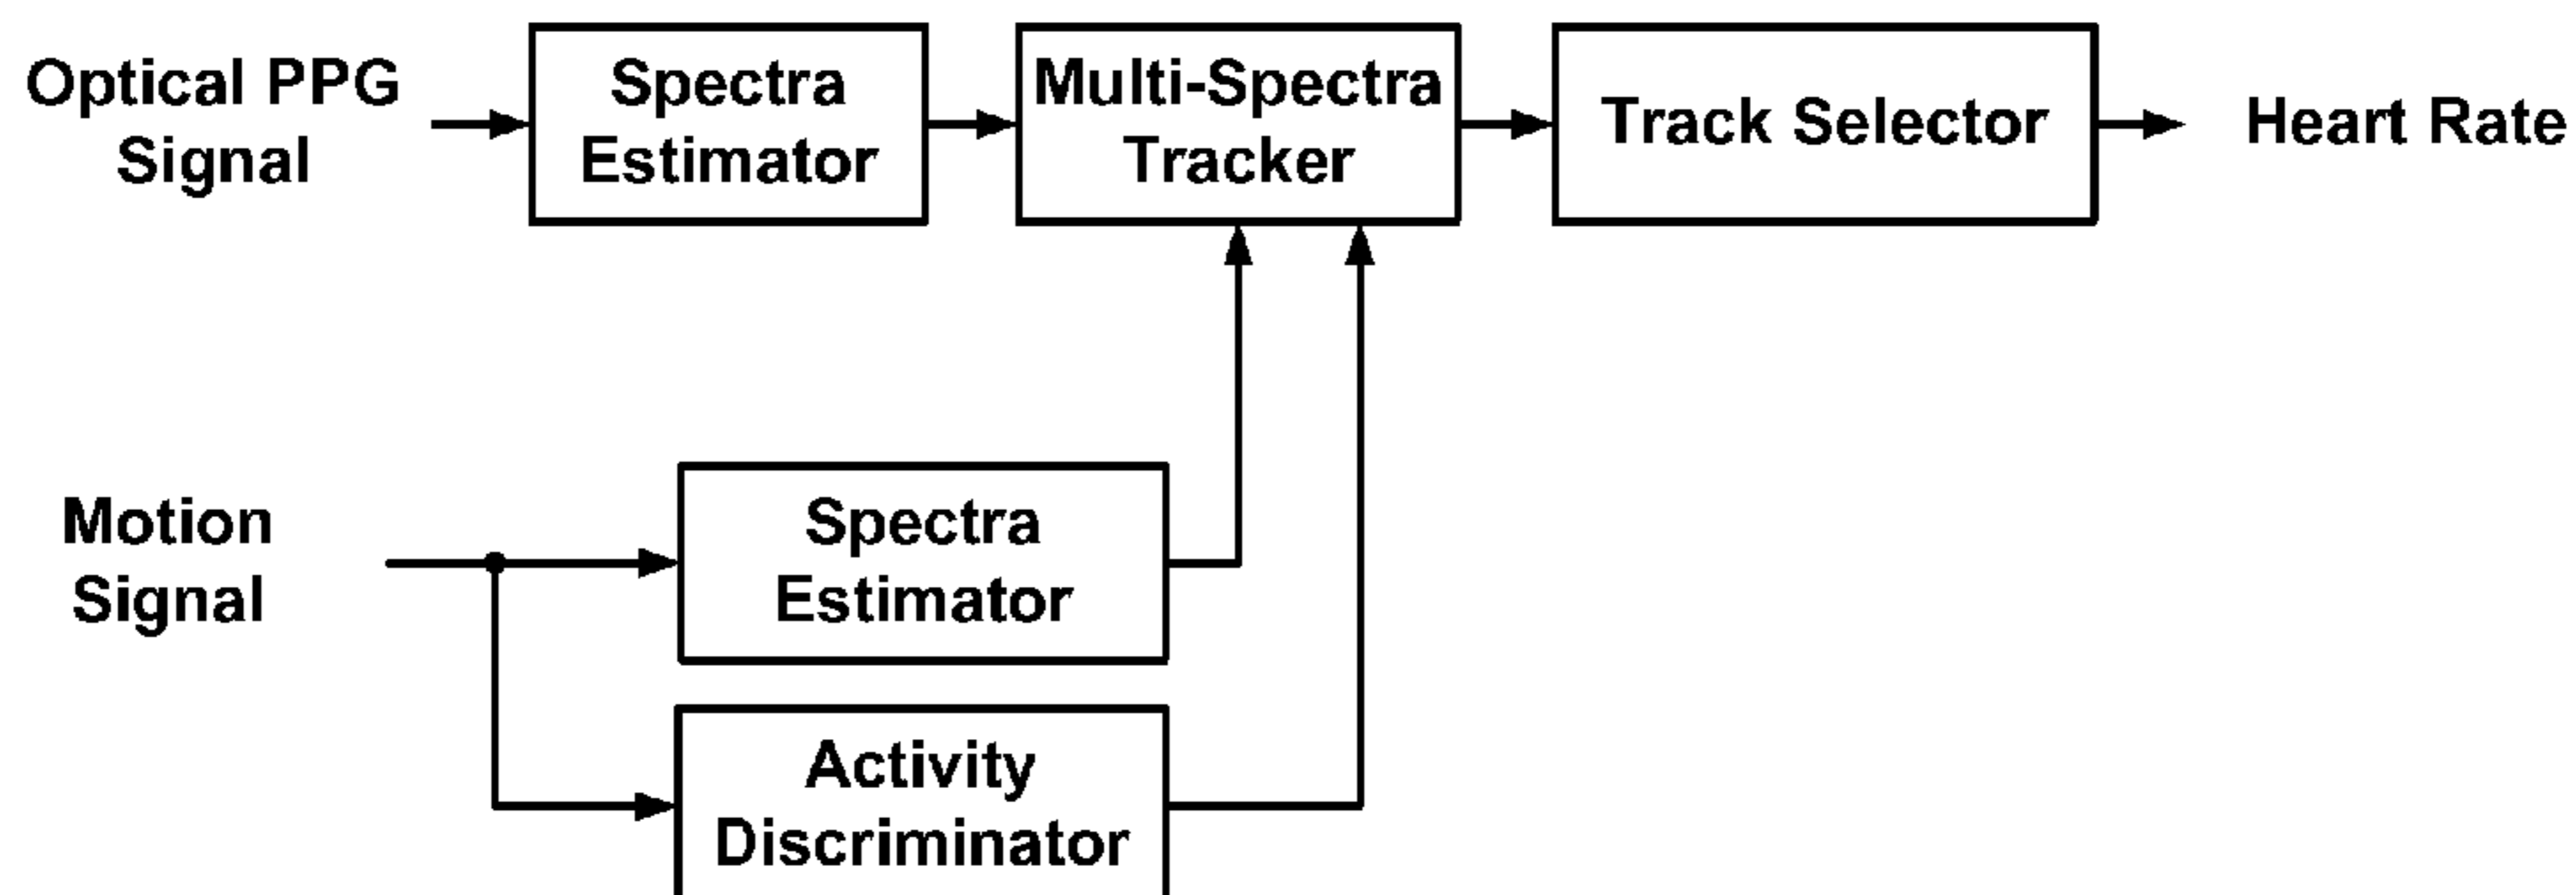 Optical PPG
Signal
Spectra
Estimator
Multi-Spectra
Tracker
Track Selector
Heart Rate
Motion
Signal
Spectra
Estimator
Activity
Discriminator